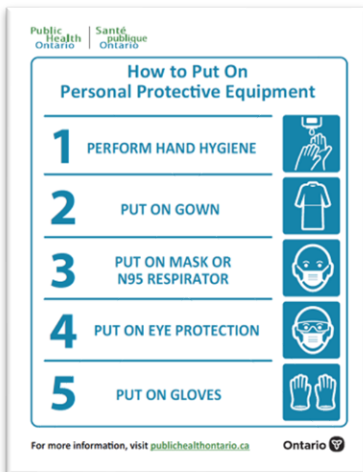 Public Health Ontario
Santé publique Ontario
How to Put On
Personal Protective Equipment
1 PERFORM HAND HYGIENE
2 PUT ON GOWN
3 PUT ON MASK OR
N95 RESPIRATOR
4 PUT ON EYE PROTECTION
5 PUT ON GLOVES
For more information, visit publichealthontario.ca
Ontario